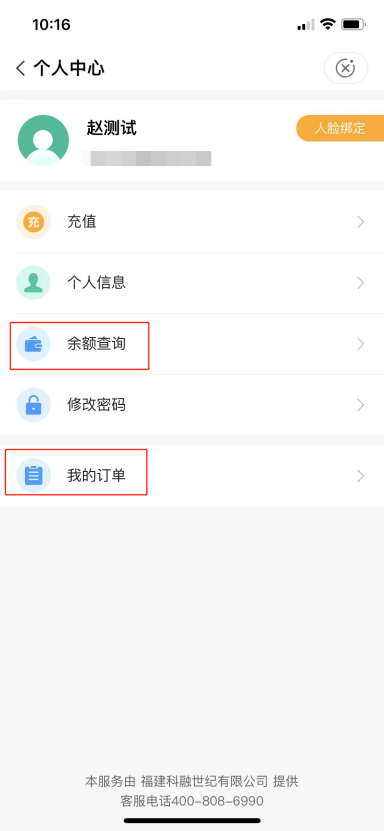 10:16
个人中心
赵测试
人脸绑定
充 充值
个人信息
余额查询
修改密码
我的订单
本服务由 福建科融世纪有限公司 提供
客服电话400-808-6990